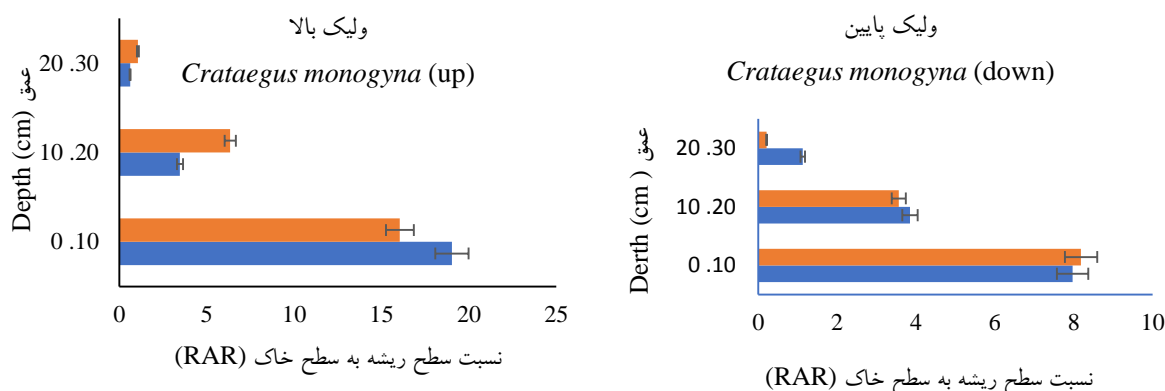 ولیک بالا
Crataegus monogyna (up)
Depth (cm) عمق
20 .30
10.20
0.10
0 5 10 15 20 25
نسبت سطح ریشه به سطح خاک (RAR)
ولیک پایین
Crataegus monogyna (down)
Derth (cm ) عمق
20 .30
10.20
0.10
0 2 4 6 8 10
نسبت سطح ریشه به سطح خاک (RAR)